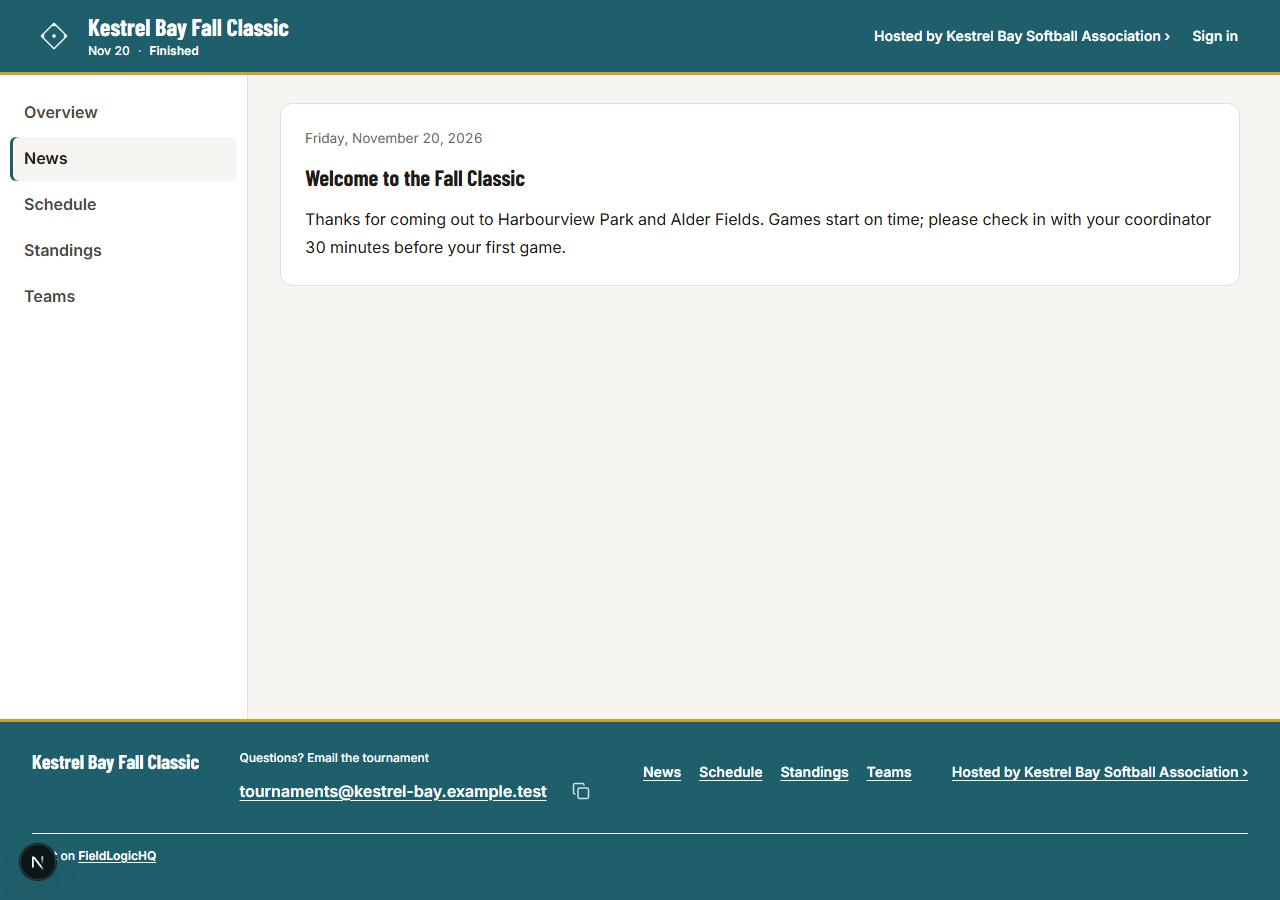 Kestrel Bay Fall Classic
Nov 20 · Finished
Hosted by Kestrel Bay Softball Association ›
Sign in
Overview
News
Schedule
Standings
Teams
Friday, November 20, 2026
Welcome to the Fall Classic
Thanks for coming out to Harbourview Park and Alder Fields. Games start on time; please check in with your coordinator
30 minutes before your first game.
Kestrel Bay Fall Classic
Questions? Email the tournament
tournaments@kestrel-bay.example.test
News
Schedule
Standings
Teams
Hosted by Kestrel Bay Softball Association ›
N
on FieldLogicHQ